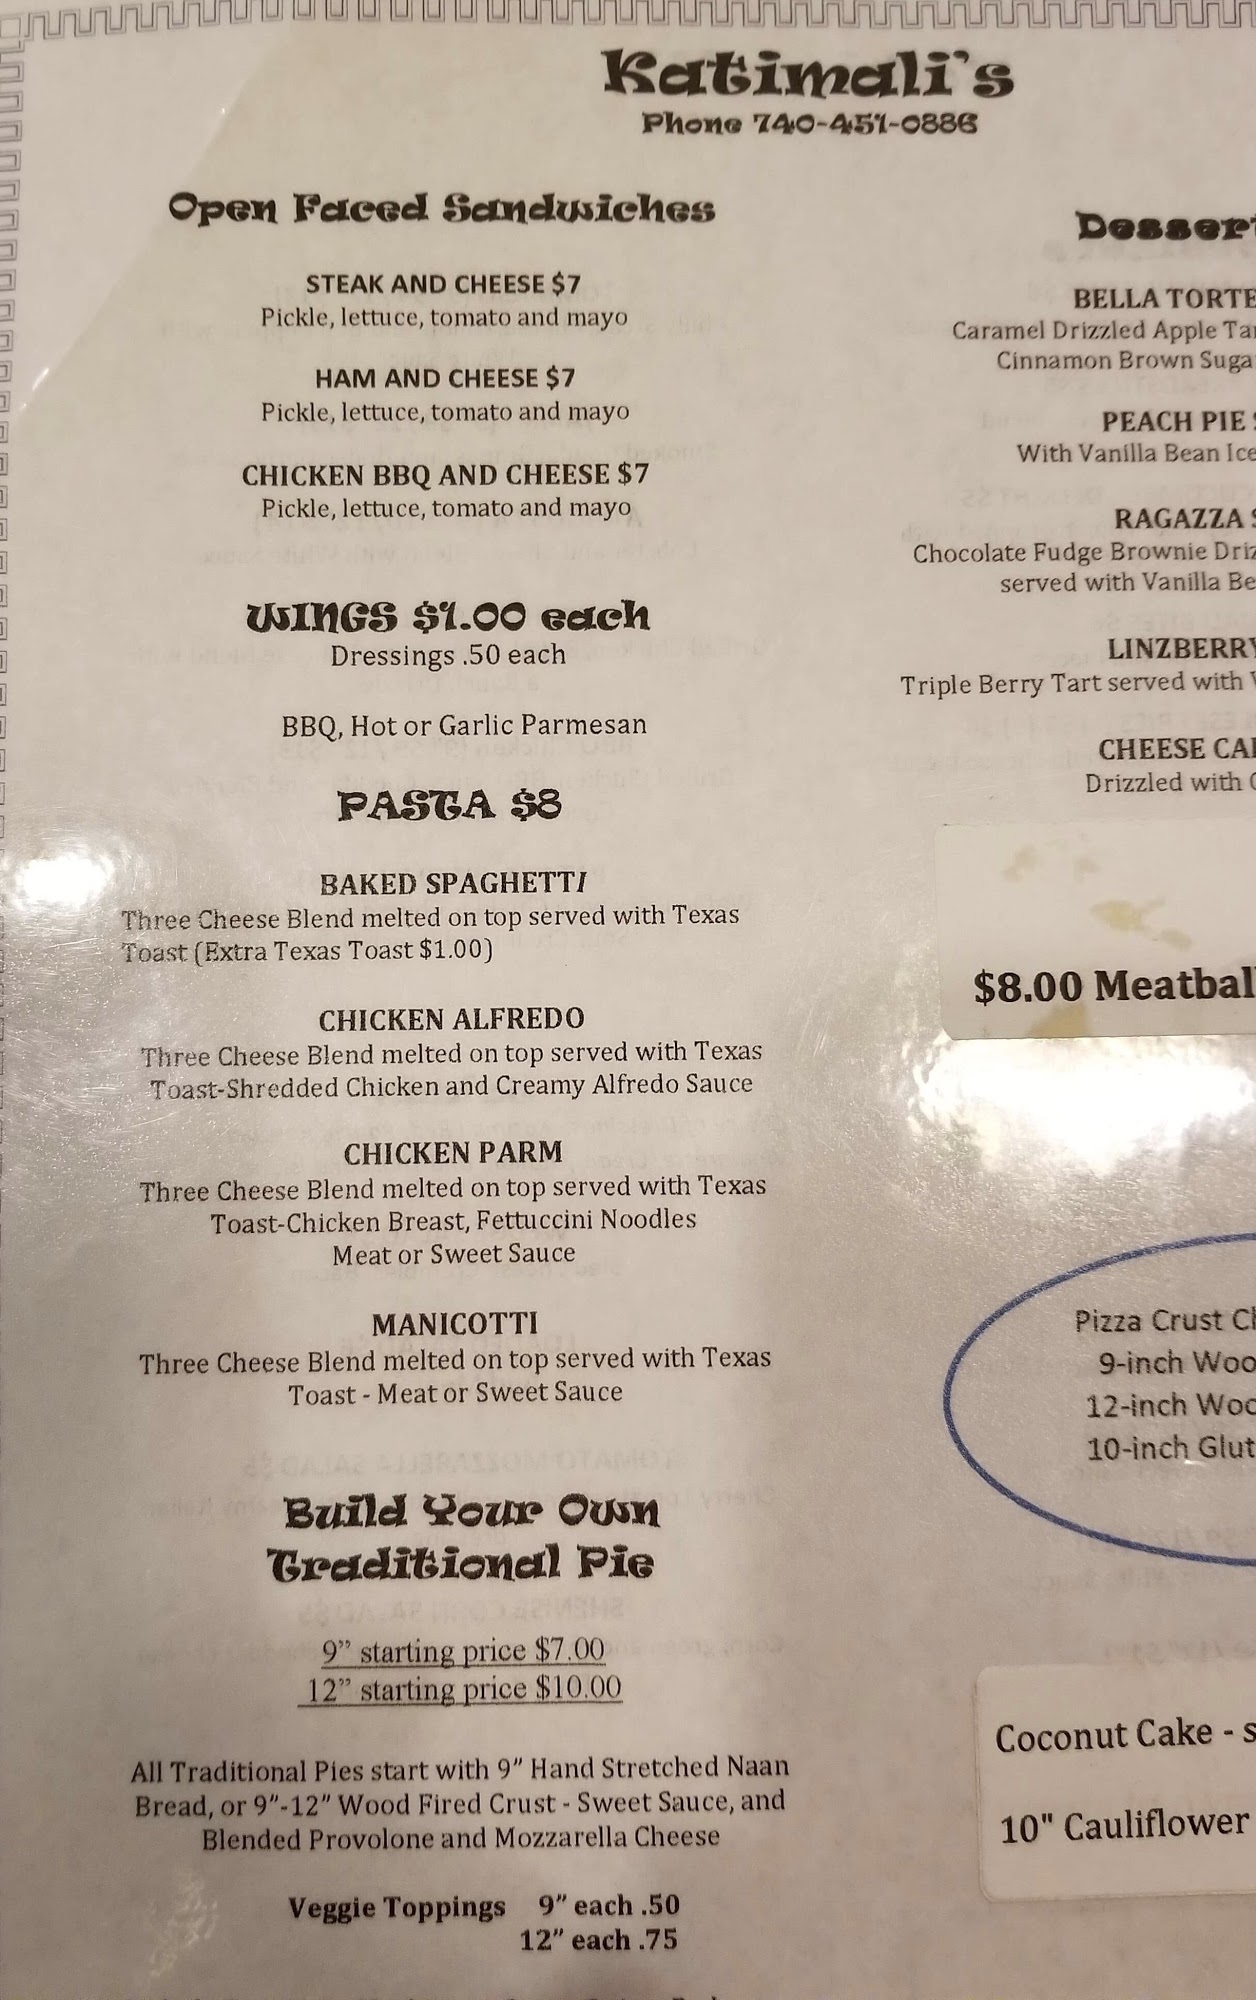 Katimali's
Phone 740-451-0886
Open Faced Sandwiches
STEAK AND CHEESE $7
Pickle, lettuce, tomato and mayo
HAM AND CHEESE $7
Pickle, lettuce, tomato and mayo
CHICKEN BBQ AND CHEESE $7
Pickle, lettuce, tomato and mayo
WINGS $1.00 each
Dressings .50 each
BBQ, Hot or Garlic Parmesan
PASTA $8
BAKED SPAGHETTI
Three Cheese Blend melted on top served with Texas
Toast (Extra Texas Toast $1.00)
CHICKEN ALFREDO
Three Cheese Blend melted on top served with Texas
Toast-Shredded Chicken and Creamy Alfredo Sauce
CHICKEN PARM
Three Cheese Blend melted on top served with Texas
Toast-Chicken Breast, Fettuccini Noodles
Meat or Sweet Sauce
MANICOTTI
Three Cheese Blend melted on top served with Texas
Toast - Meat or Sweet Sauce
Build Your Own
Traditional Pie
9" starting price $7.00
12" starting price $10.00
All Traditional Pies start with 9" Hand Stretched Naan
Bread, or 9"-12" Wood Fired Crust - Sweet Sauce, and
Blended Provolone and Mozzarella Cheese
Veggie Toppings 9" each .50
12" each .75
Dessert
BELLA TORTE
Caramel Drizzled Apple
Cinnamon Brown
PEACH PIE
With Vanilla Bean Ice
RAGAZZA
Chocolate Fudge Brownie
served with Vanilla
LINZBERRY
Triple Berry Tart served with
CHEESE
Drizzled with
$8.00
Pizza Crust
9-inch
12-inch
10-inch
Coconut Cake -
10" Cauliflower